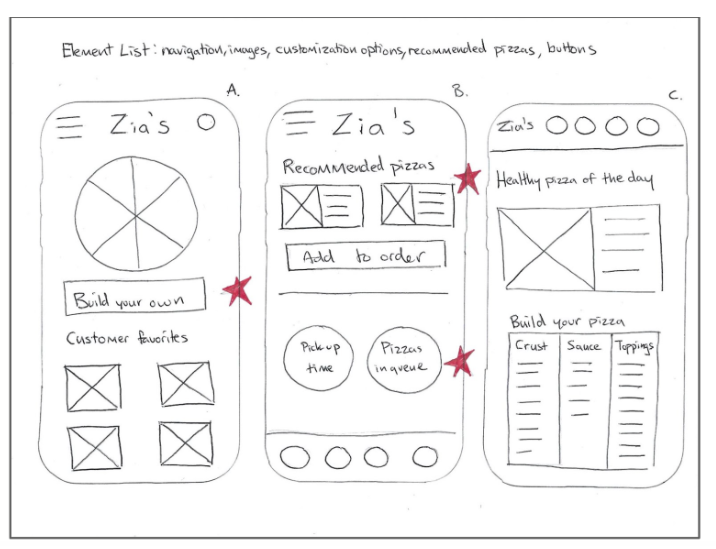 Element List: navigation, images, customization options, recommended pizzas, buttons
A.
Zia's
Build your own
Customer favorites
B.
Zia's
Recommended pizzas
Add to order
Pick up
time
Pizzas
in queue
C.
Zia's
Healthy pizza of the day
Build your pizza
Crust Sauce Toppings